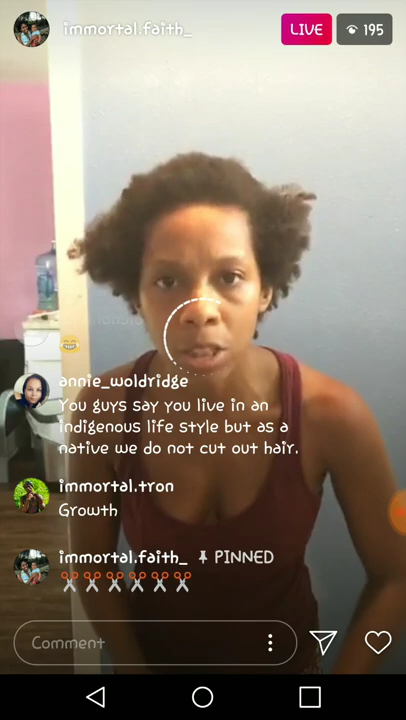 immortal.faith_
LIVE
195
annie_woldridge
You guys say you live in an
indigenous life style but as a
native we do not cut out hair.
immortal.tron
Growth
immortal.faith_ PINNED
Comment